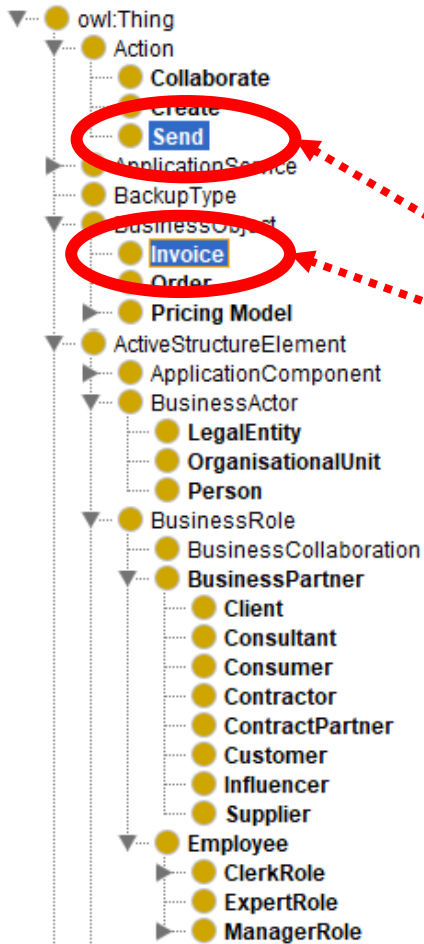 owl:Thing
Action
Collaborate
Create
Send
ApplicationService
BackupType
BusinessObject
Invoice
Order
Pricing Model
ActiveStructureElement
ApplicationComponent
BusinessActor
LegalEntity
OrganisationalUnit
Person
BusinessRole
BusinessCollaboration
BusinessPartner
Client
Consultant
Consumer
Contractor
ContractPartner
Customer
Influencer
Supplier
Employee
ClerkRole
ExpertRole
ManagerRole